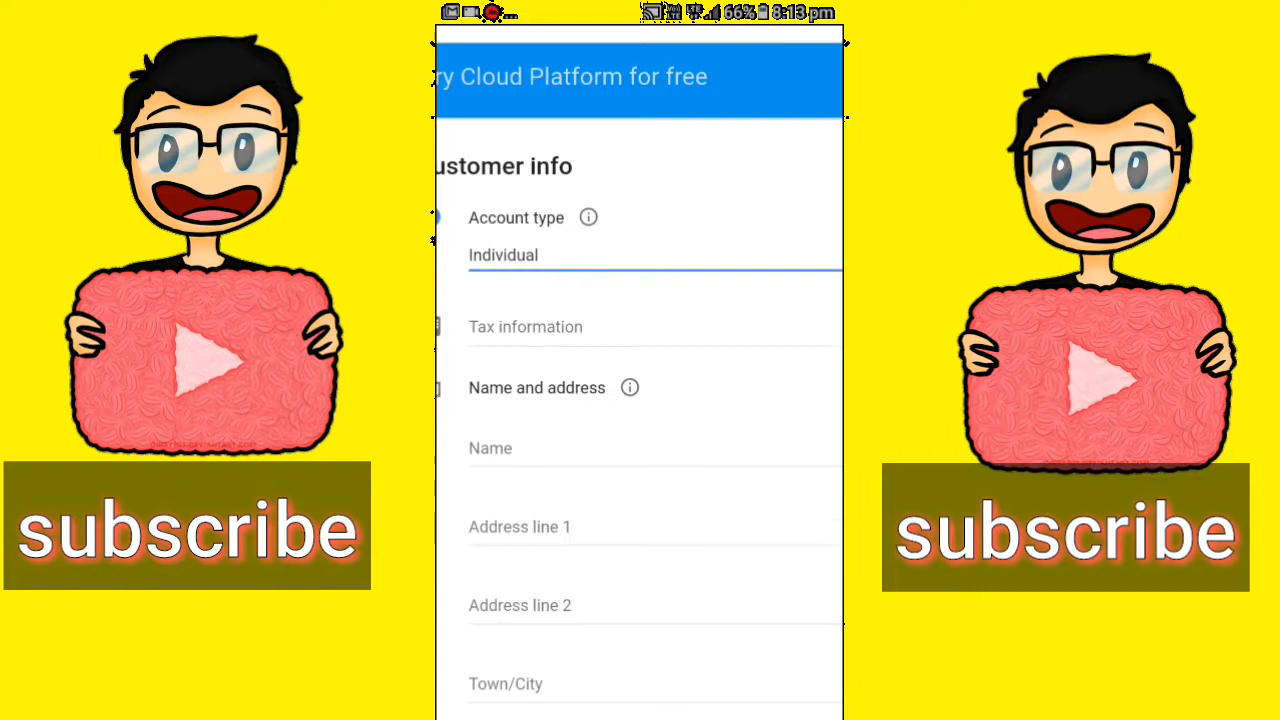 66% 8:13 pm
ry Cloud Platform for free
ustomer info
Account type
Individual
Tax information
Name and address
Name
Address line 1
Address line 2
Town/City
subscribe
subscribe